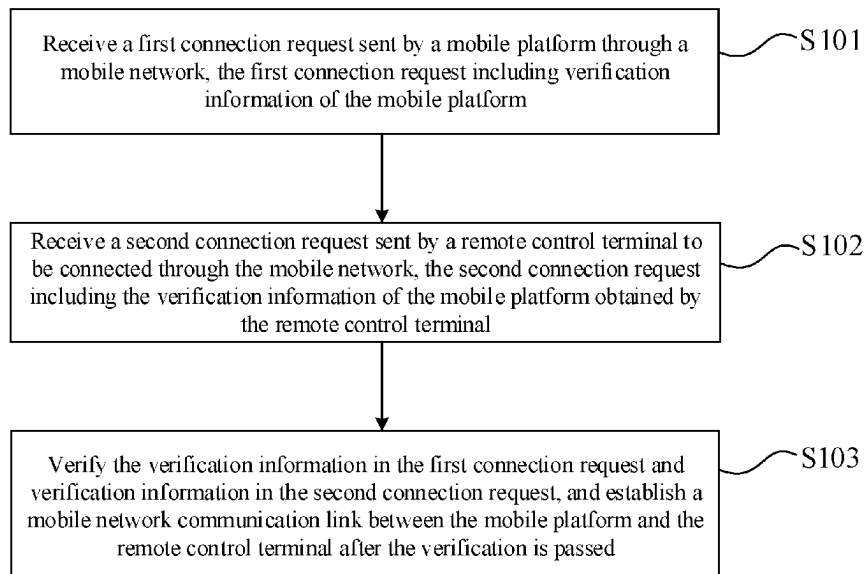 Receive a first connection request sent by a mobile platform through a
mobile network, the first connection request including verification
information of the mobile platform
S101
Receive a second connection request sent by a remote control terminal to
be connected through the mobile network, the second connection request
including the verification information of the mobile platform obtained by
the remote control terminal
S102
Verify the verification information in the first connection request and
verification information in the second connection request, and establish a
mobile network communication link between the mobile platform and the
remote control terminal after the verification is passed
S103